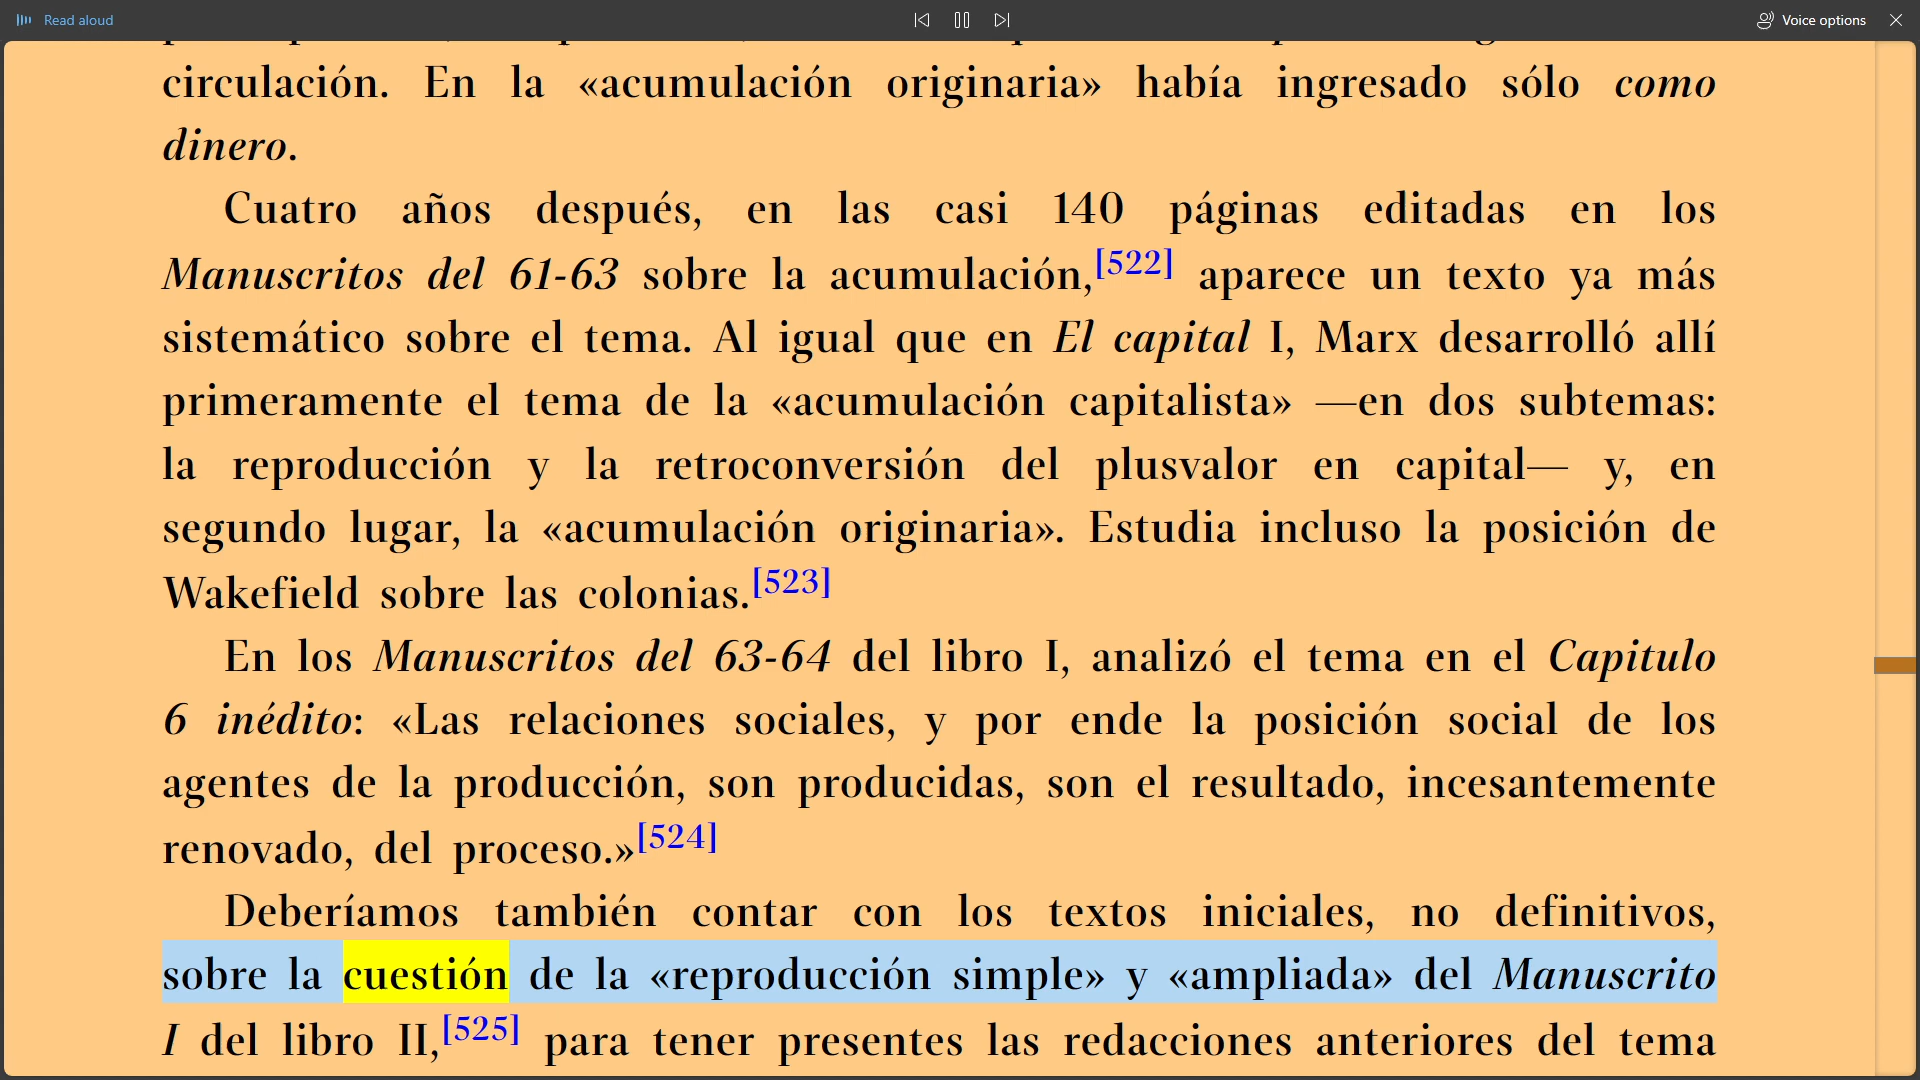 Read aloud
Voice options
circulación. En la «acumulación originaria» había ingresado sólo como
dinero.
Cuatro años después, en las casi 140 páginas editadas en los
Manuscritos del 61-63 sobre la acumulación,[522] aparece un texto ya más
sistemático sobre el tema. Al igual que en El capital I, Marx desarrolló allí
primeramente el tema de la «acumulación capitalista» —en dos subtemas:
la reproducción y la retroconversión del plusvalor en capital— y, en
segundo lugar, la «acumulación originaria». Estudia incluso la posición de
Wakefield sobre las colonias.[523]
En los Manuscritos del 63-64 del libro I, analizó el tema en el Capitulo
6 inédito: «Las relaciones sociales, y por ende la posición social de los
agentes de la producción, son producidas, son el resultado, incesantemente
renovado, del proceso.»[524]
Deberíamos también contar con los textos iniciales, no definitivos,
sobre la cuestión de la «reproducción simple» y «ampliada» del Manuscrito
I del libro II,[525] para tener presentes las redacciones anteriores del tema